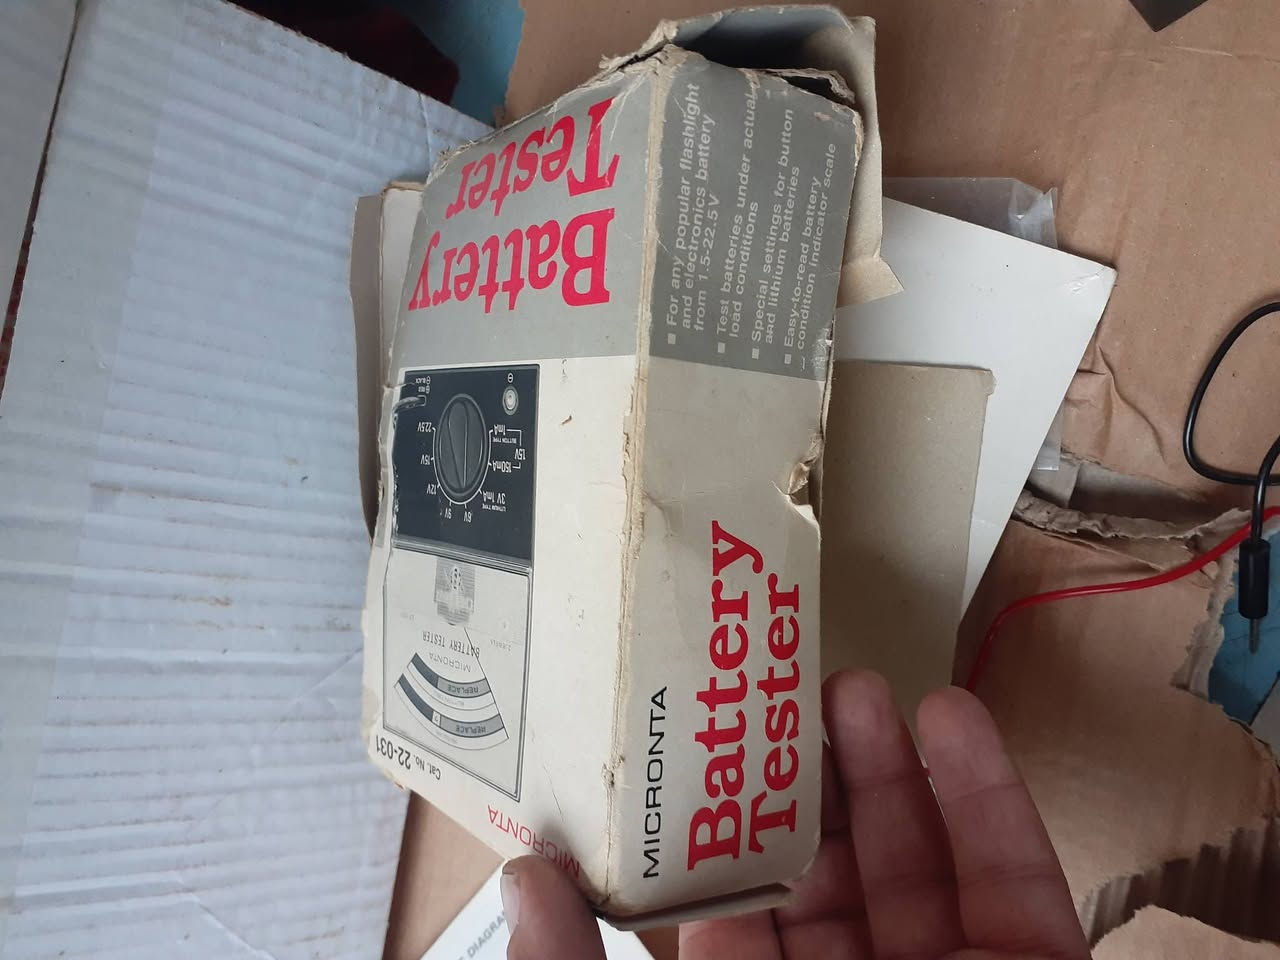 MICRONTA
Battery
Tester
■ For any popular flashlight
and electronics battery
from 1.5-22.5V
■ Test batteries under actual
load conditions
■ Special settings for button
and lithium batteries
■ Easy-to-read battery
condition indicator scale
Battery
Tester
RED
BLACK
22.5V
15V
12V
9V
6V
3V 1mA
LITHIUM TYPE
150mA
1.5V
1mA
BUTTON TYPE
BATTERY TESTER
MICRONTA
REPLACE
?
REPLACE
Cat. No. 22-031
MICRONTA